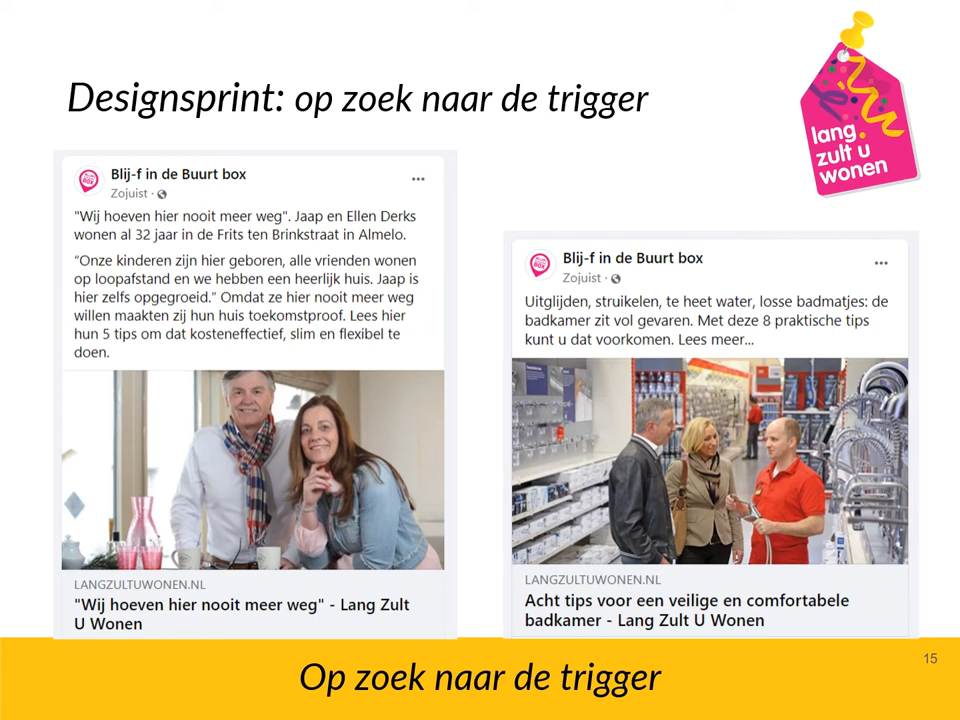 Designsprint: op zoek naar de trigger
lang
zult u
wonen
Blij-f in de Buurt box
Zojuist ·
"Wij hoeven hier nooit meer weg". Jaap en Ellen Derks
wonen al 32 jaar in de Frits ten Brinkstraat in Almelo.
“Onze kinderen zijn hier geboren, alle vrienden wonen
op loopafstand en we hebben een heerlijk huis. Jaap is
hier zelfs opgegroeid.” Omdat ze hier nooit meer weg
willen maakten zij hun huis toekomstproof. Lees hier
hun 5 tips om dat kosteneffectief, slim en flexibel te
doen.
LANGZULTUWONEN.NL
"Wij hoeven hier nooit meer weg" - Lang Zult
U Wonen
Blij-f in de Buurt box
Zojuist ·
Uitglijden, struikelen, te heet water, losse badmatjes: de
badkamer zit vol gevaren. Met deze 8 praktische tips
kunt u dat voorkomen. Lees meer...
LANGZULTUWONEN.NL
Acht tips voor een veilige en comfortabele
badkamer - Lang Zult U Wonen
Op zoek naar de trigger
15